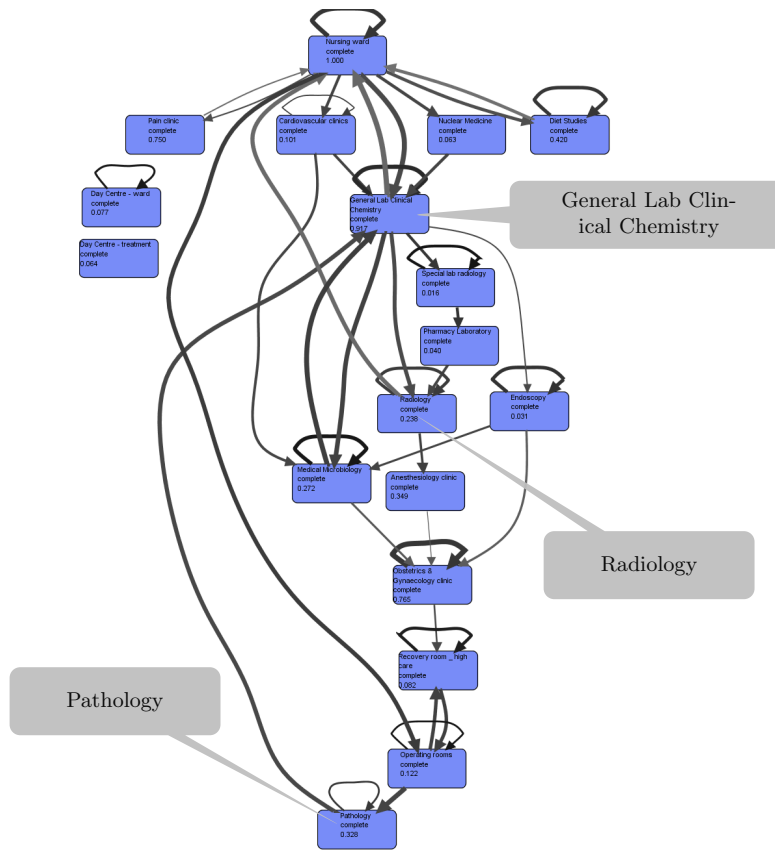 Nursing ward
complete
1.000
Pain clinic
complete
0.750
Cardiovascular clinics
complete
0.101
Nuclear Medicine
complete
0.063
Diet Studies
complete
0.420
Day Centre - ward
complete
0.077
General Lab Clinical
Chemistry
complete
0.917
General Lab Clin-
ical Chemistry
Day Centre - treatment
complete
0.064
Special lab radiology
complete
0.016
Pharmacy Laboratory
complete
0.040
Radiology
complete
0.238
Endoscopy
complete
0.031
Medical Microbiology
complete
0.272
Anesthesiology clinic
complete
0.349
Radiology
Obstetrics &
Gynaecology clinic
complete
0.765
Recovery room _ high
care
complete
0.082
Pathology
Operating rooms
complete
0.122
Pathology
complete
0.328